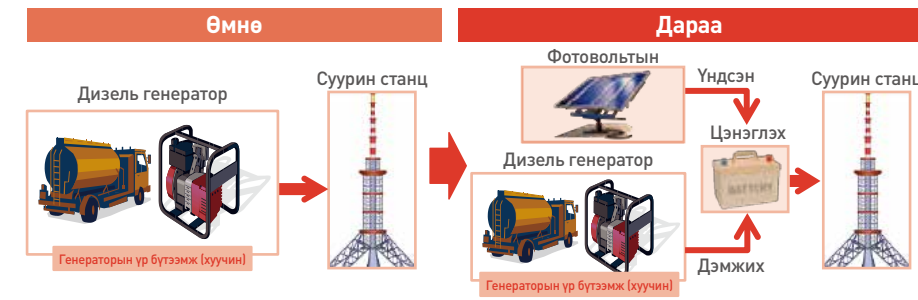 Өмнө
Дизель генератор
Суурин станц
Генераторын үр бүтээмж (хуучин)
Дараа
Фотовольтын
Үндсэн
Суурин станц
Цэнэглэх
BATTERY
Дизель генератор
Дэмжих
Генераторын үр бүтээмж (хуучин)